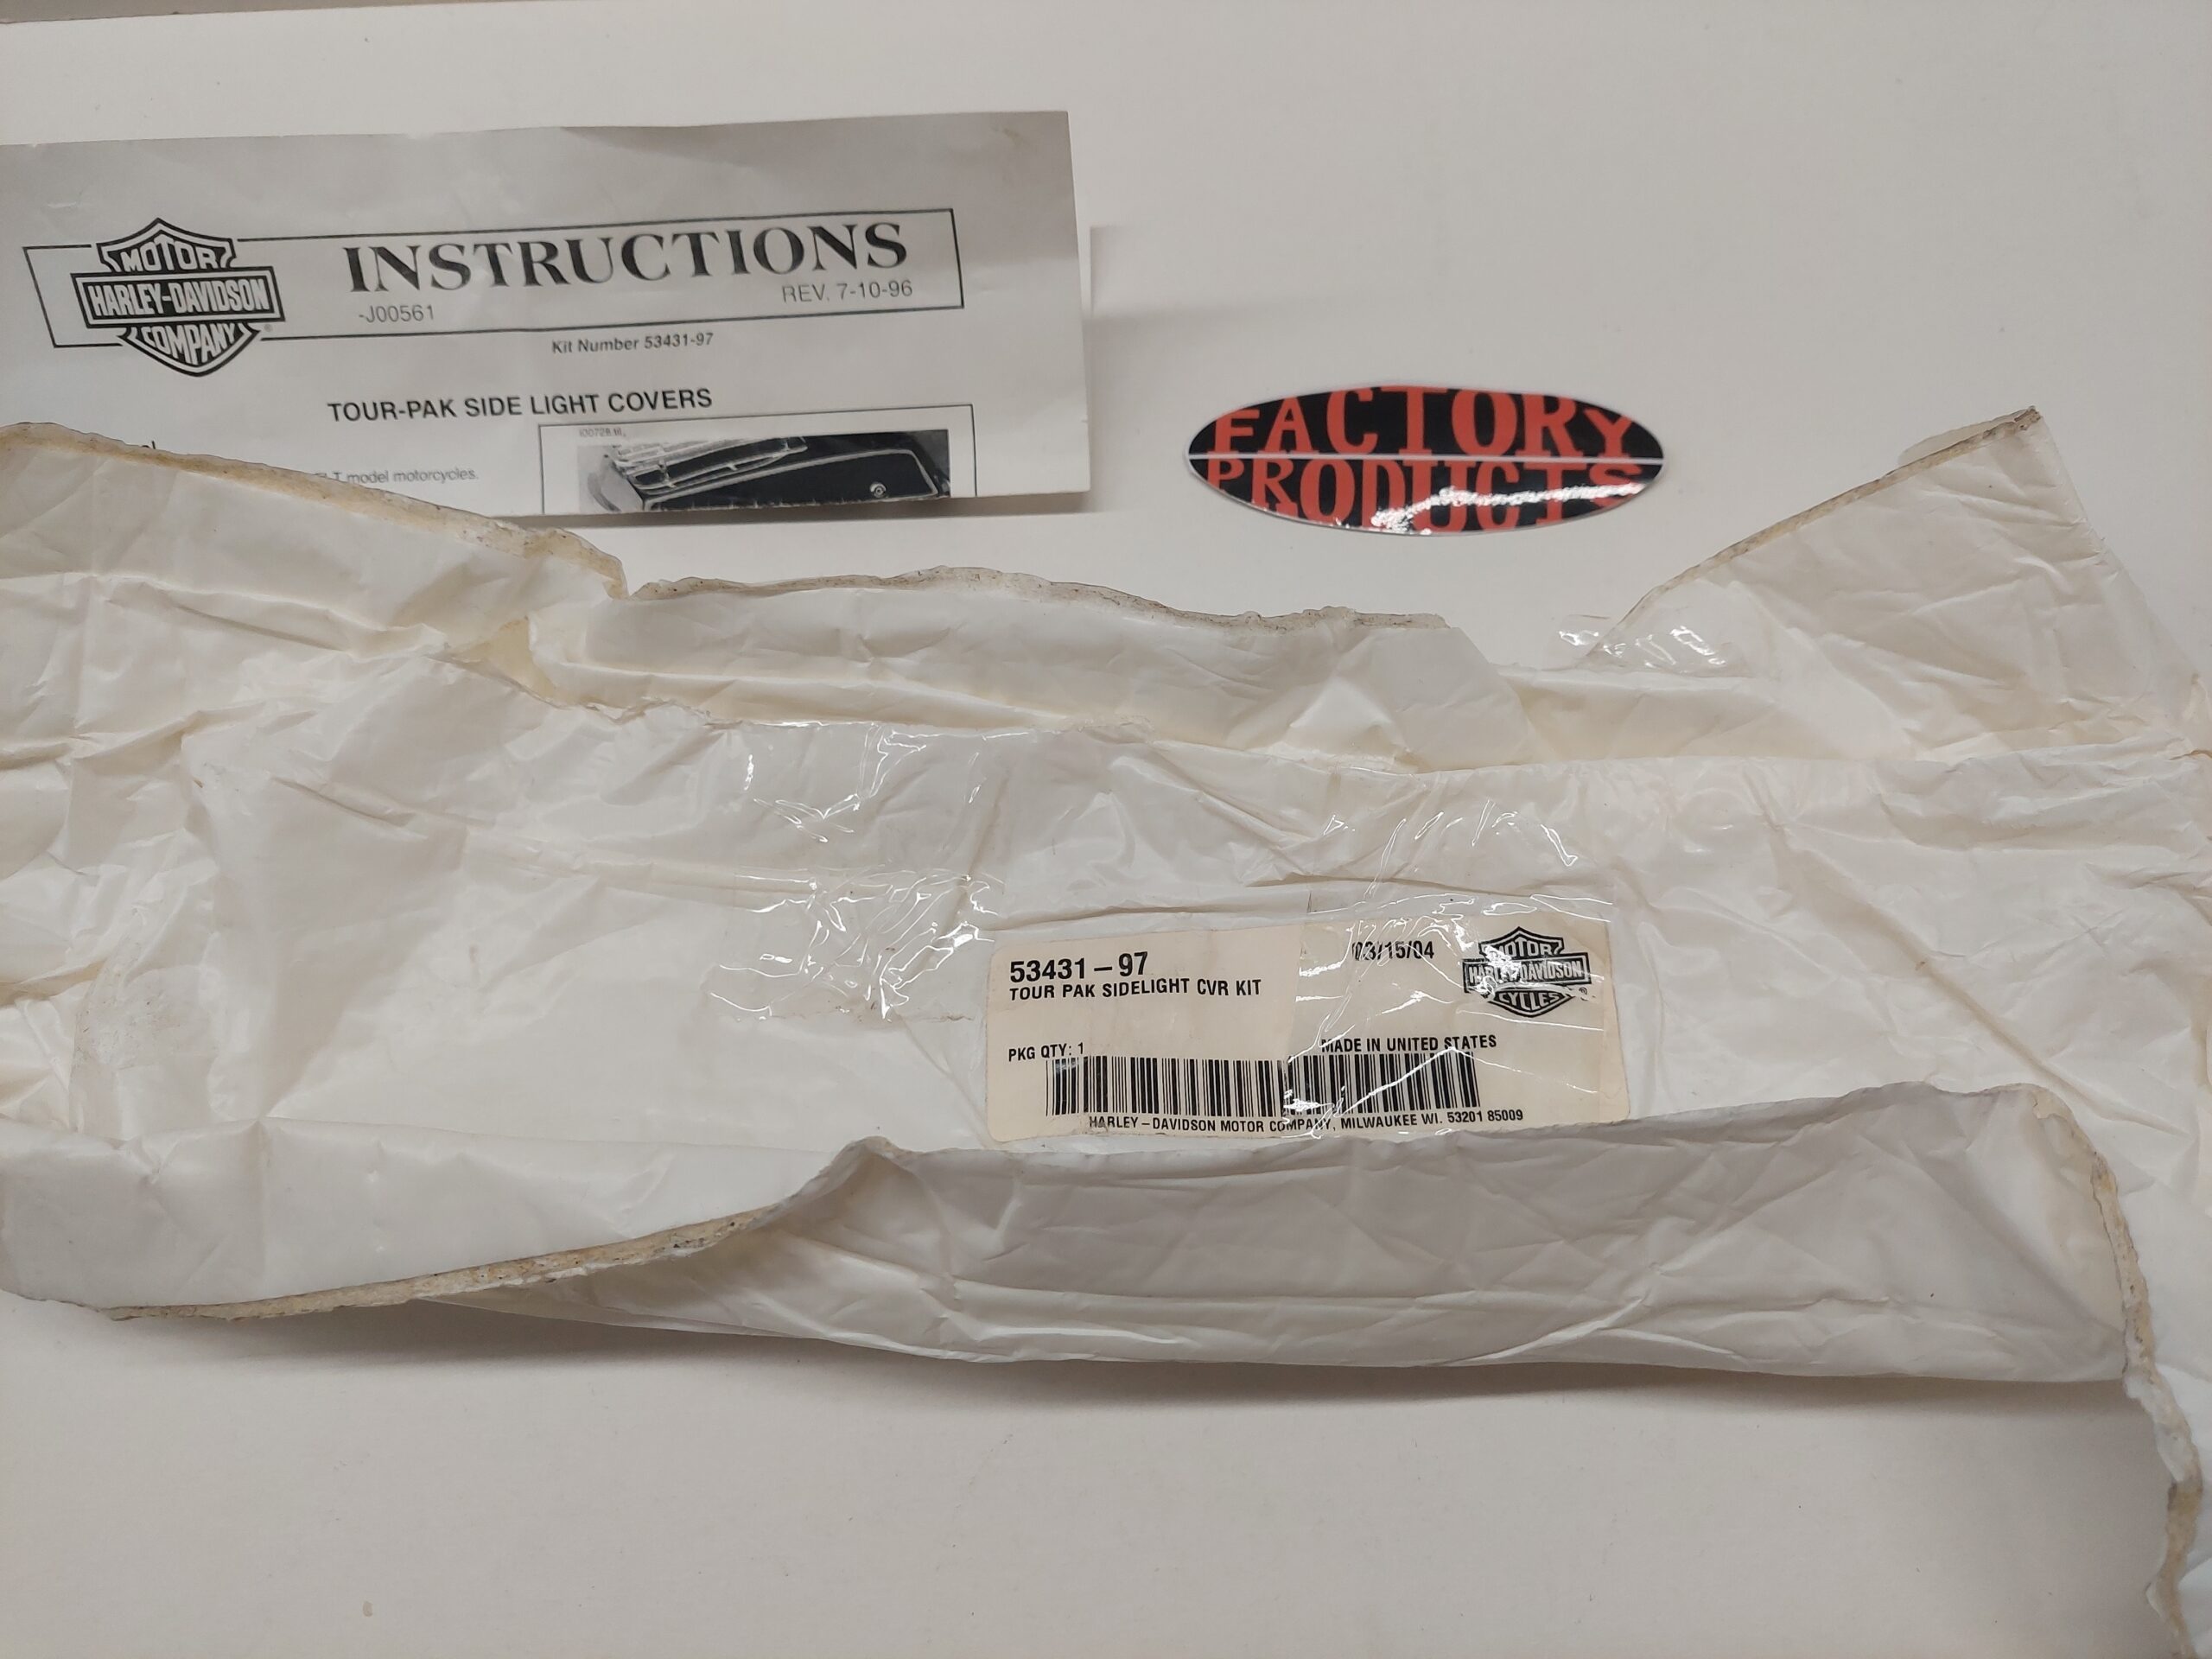 MOTOR
HARLEY-DAVIDSON
COMPANY
®
INSTRUCTIONS
-J00561
REV. 7-10-96
Kit Number 53431-97
TOUR-PAK SIDE LIGHT COVERS
model motorcycles.
FACTORY
PRODUCTS
53431-97
TOUR PAK SIDELIGHT CVR KIT
03/15/04
MOTOR
HARLEY-DAVIDSON
CYCLES
®
PKG QTY: 1
MADE IN UNITED STATES
HARLEY-DAVIDSON MOTOR COMPANY, MILWAUKEE WI. 53201 85009